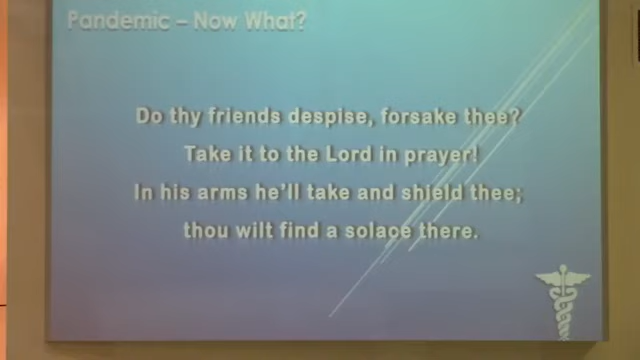 Pandemic – Now What?
Do thy friends despise, forsake thee?
Take it to the Lord in prayer!
In his arms he'll take and shield thee;
thou wilt find a solace there.